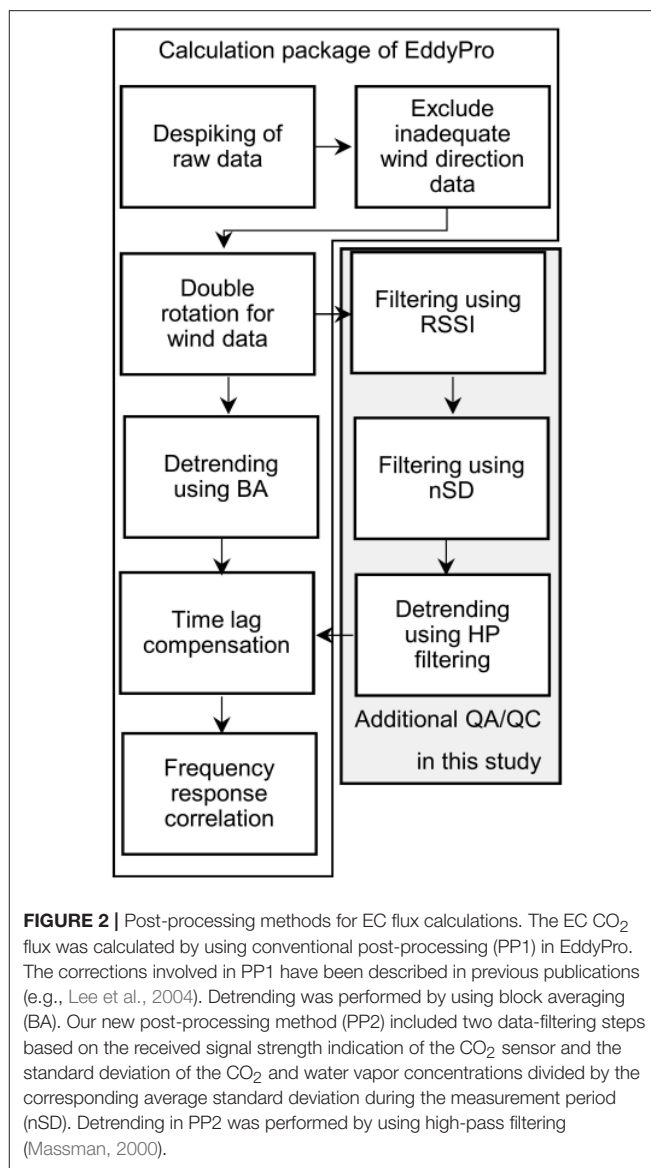 Calculation package of EddyPro
Despiking of
raw data
Exclude
inadequate
wind direction
data
Double
rotation for
wind data
Filtering using
RSSI
Detrending
using BA
Filtering using
nSD
Time lag
compensation
Detrending
using HP
filtering
Additional QA/QC
in this study
Frequency
response
correlation
FIGURE 2 | Post-processing methods for EC flux calculations. The EC CO2
flux was calculated by using conventional post-processing (PP1) in EddyPro.
The corrections involved in PP1 have been described in previous publications
(e.g., Lee et al., 2004). Detrending was performed by using block averaging
(BA). Our new post-processing method (PP2) included two data-filtering steps
based on the received signal strength indication of the CO2 sensor and the
standard deviation of the CO2 and water vapor concentrations divided by the
corresponding average standard deviation during the measurement period
(nSD). Detrending in PP2 was performed by using high-pass filtering
(Massman, 2000).